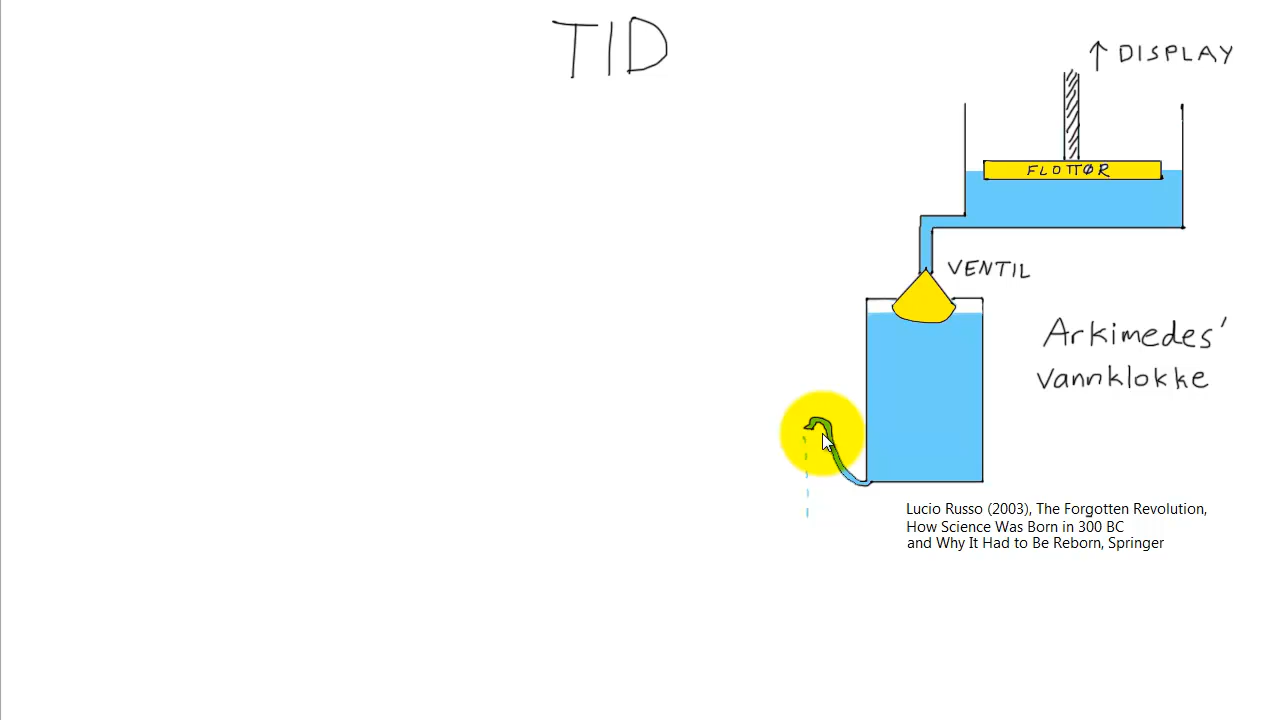 TID
↑ DISPLAY
FLOTTØR
VENTIL
Arkimedes'
vannklokke
Lucio Russo (2003), The Forgotten Revolution,
How Science Was Born in 300 BC
and Why It Had to Be Reborn, Springer